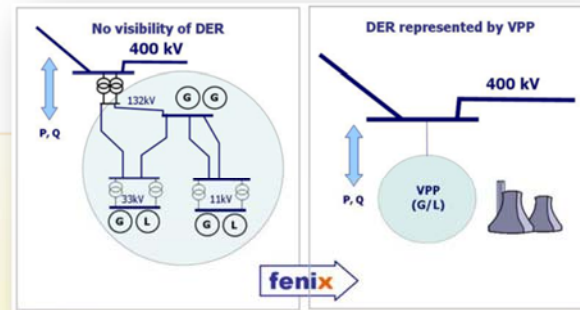 No visibility of DER
400 kV
132kV
G G
P, Q
33kV
11kV
G L
G L
DER represented by VPP
400 kV
P, Q
VPP
(G/L)
fenix